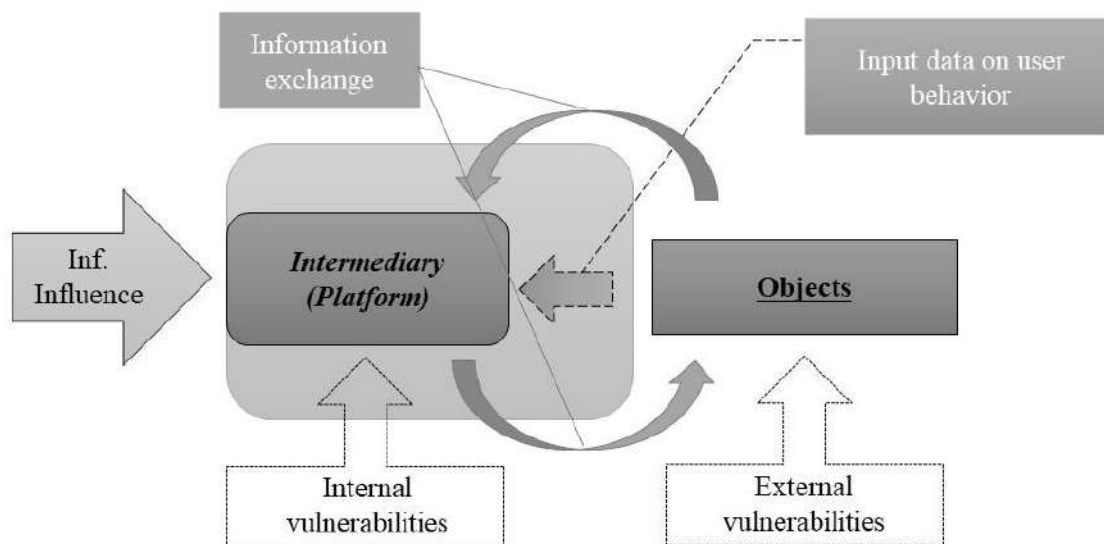 Information
exchange
Input data on user
behavior
Inf.
Influence
Intermediary
(Platform)
Objects
Internal
vulnerabilities
External
vulnerabilities